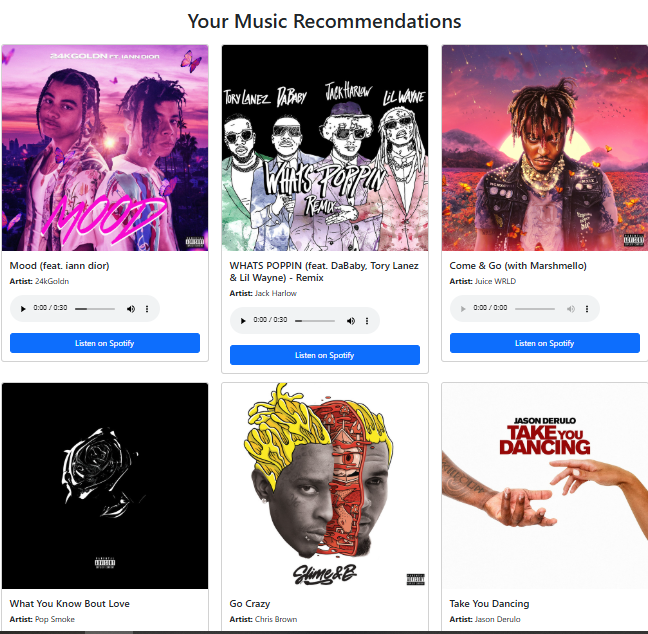 Your Music Recommendations
24KGOLDN FT. IANN DIOR
MOOD
Mood (feat. iann dior)
Artist: 24kGoldn
0:00 / 0:30
Listen on Spotify
TORY LANEZ DABABY JACK HARLOW LIL WAYNE
WHATS POPPIN
REMIX
WHATS POPPIN (feat. DaBaby, Tory Lanez
& Lil Wayne) - Remix
Artist: Jack Harlow
0:00 / 0:30
Listen on Spotify
Come & Go (with Marshmello)
Artist: Juice WRLD
0:00 / 0:00
Listen on Spotify
What You Know Bout Love
Artist: Pop Smoke
Slime & B
Go Crazy
Artist: Chris Brown
JASON DERULO
TAKE YOU
DANCING
Take You Dancing
Artist: Jason Derulo